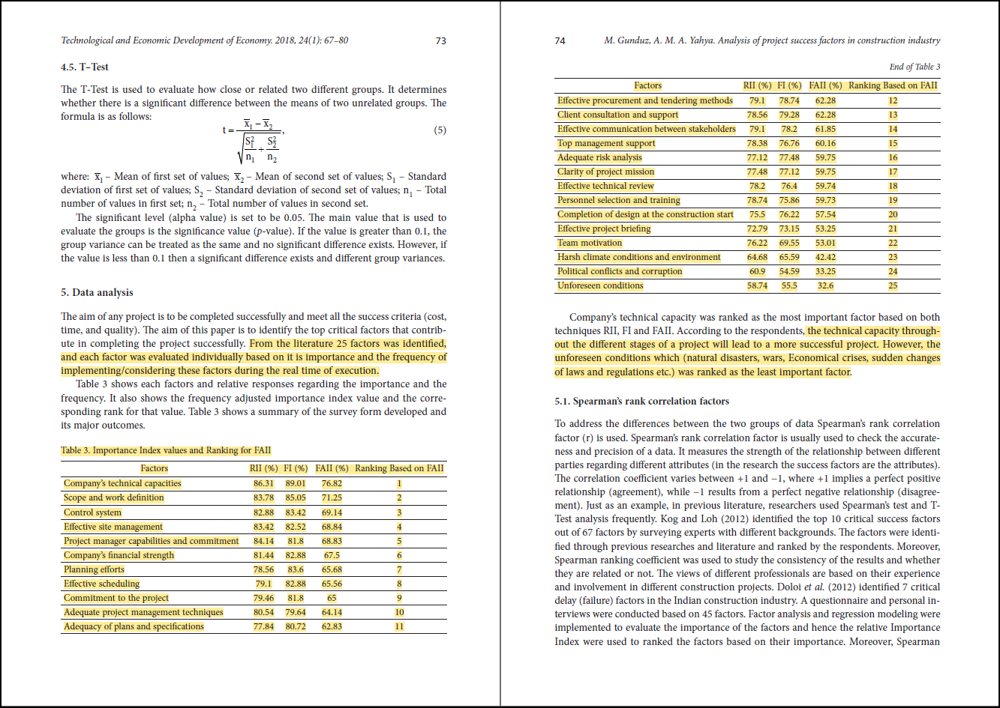 Technological and Economic Development of Economy. 2018, 24(1): 67–80 73
4.5. T–Test
The T-Test is used to evaluate how close or related two different groups. It determines
whether there is a significant difference between the means of two unrelated groups. The
formula is as follows:
t = (x̅₁ − x̅₂) / √(S₁²/n₁ + S₂²/n₂), (5)
where: x̅₁ – Mean of first set of values; x̅₂ – Mean of second set of values; S₁ – Standard
deviation of first set of values; S₂ – Standard deviation of second set of values; n₁ – Total
number of values in first set; n₂ – Total number of values in second set.
The significant level (alpha value) is set to be 0.05. The main value that is used to
evaluate the groups is the significance value (p-value). If the value is greater than 0.1, the
group variance can be treated as the same and no significant difference exists. However, if
the value is less than 0.1 then a significant difference exists and different group variances.
5. Data analysis
The aim of any project is to be completed successfully and meet all the success criteria (cost,
time, and quality). The aim of this paper is to identify the top critical factors that contrib-
ute in completing the project successfully. From the literature 25 factors was identified,
and each factor was evaluated individually based on it is importance and the frequency of
implementing/considering these factors during the real time of execution.
Table 3 shows each factors and relative responses regarding the importance and the
frequency. It also shows the frequency adjusted importance index value and the corre-
sponding rank for that value. Table 3 shows a summary of the survey form developed and
its major outcomes.
Table 3. Importance Index values and Ranking for FAII
Factors RII (%) FI (%) FAII (%) Ranking Based on FAII
Company's technical capacities 86.31 89.01 76.82 1
Scope and work definition 83.78 85.05 71.25 2
Control system 82.88 83.42 69.14 3
Effective site management 83.42 82.52 68.84 4
Project manager capabilities and commitment 84.14 81.8 68.83 5
Company's financial strength 81.44 82.88 67.5 6
Planning efforts 78.56 83.6 65.68 7
Effective scheduling 79.1 82.88 65.56 8
Commitment to the project 79.46 81.8 65 9
Adequate project management techniques 80.54 79.64 64.14 10
Adequacy of plans and specifications 77.84 80.72 62.83 11
74 M. Gunduz, A. M. A. Yahya. Analysis of project success factors in construction industry
End of Table 3
Factors RII (%) FI (%) FAII (%) Ranking Based on FAII
Effective procurement and tendering methods 79.1 78.74 62.28 12
Client consultation and support 78.56 79.28 62.28 13
Effective communication between stakeholders 79.1 78.2 61.85 14
Top management support 78.38 76.76 60.16 15
Adequate risk analysis 77.12 77.48 59.75 16
Clarity of project mission 77.48 77.12 59.75 17
Effective technical review 78.2 76.4 59.74 18
Personnel selection and training 78.74 75.86 59.73 19
Completion of design at the construction start 75.5 76.22 57.54 20
Effective project briefing 72.79 73.15 53.25 21
Team motivation 76.22 69.55 53.01 22
Harsh climate conditions and environment 64.68 65.59 42.42 23
Political conflicts and corruption 60.9 54.59 33.25 24
Unforeseen conditions 58.74 55.5 32.6 25
Company's technical capacity was ranked as the most important factor based on both
techniques RII, FI and FAII. According to the respondents, the technical capacity through-
out the different stages of a project will lead to a more successful project. However, the
unforeseen conditions which (natural disasters, wars, Economical crises, sudden changes
of laws and regulations etc.) was ranked as the least important factor.
5.1. Spearman's rank correlation factors
To address the differences between the two groups of data Spearman's rank correlation
factor (r) is used. Spearman's rank correlation factor is usually used to check the accurate-
ness and precision of a data. It measures the strength of the relationship between different
parties regarding different attributes (in the research the success factors are the attributes).
The correlation coefficient varies between +1 and −1, where +1 implies a perfect positive
relationship (agreement), while −1 results from a perfect negative relationship (disagree-
ment). Just as an example, in previous literature, researchers used Spearman's test and T-
Test analysis frequently. Kog and Loh (2012) identified the top 10 critical success factors
out of 67 factors by surveying experts with different backgrounds. The factors were identi-
fied through previous researches and literature and ranked by the respondents. Moreover,
Spearman ranking coefficient was used to study the consistency of the results and whether
they are related or not. The views of different professionals are based on their experience
and involvement in different construction projects. Doloi et al. (2012) identified 7 critical
delay (failure) factors in the Indian construction industry. A questionnaire and personal in-
terviews were conducted based on 45 factors. Factor analysis and regression modeling were
implemented to evaluate the importance of the factors and hence the relative Importance
Index were used to ranked the factors based on their importance. Moreover, Spearman